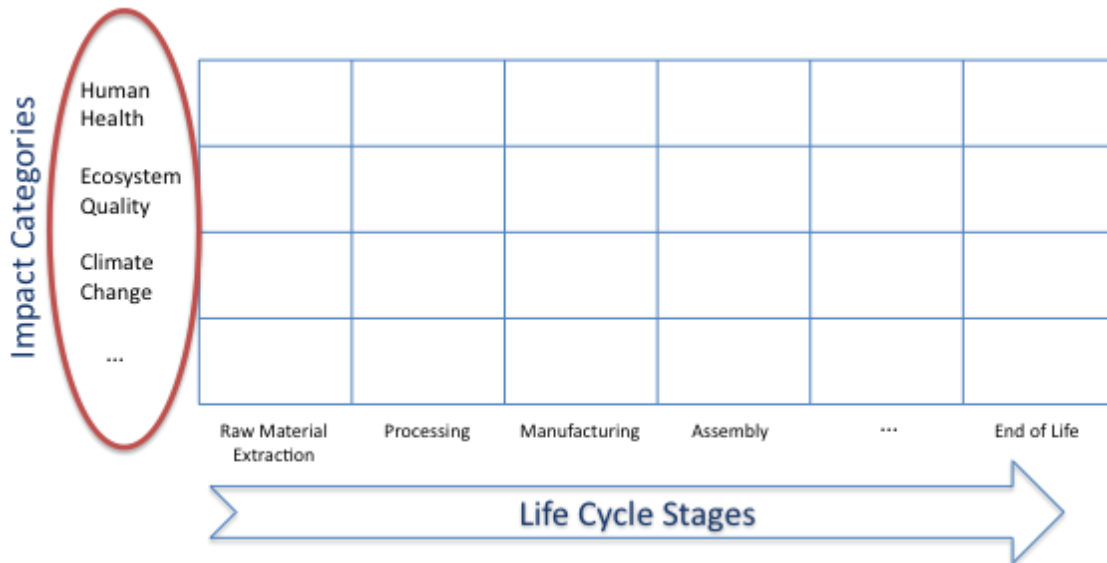 Impact Categories
Human
Health
Ecosystem
Quality
Climate
Change
...
Raw Material
Extraction
Processing
Manufacturing
Assembly
...
End of Life
Life Cycle Stages